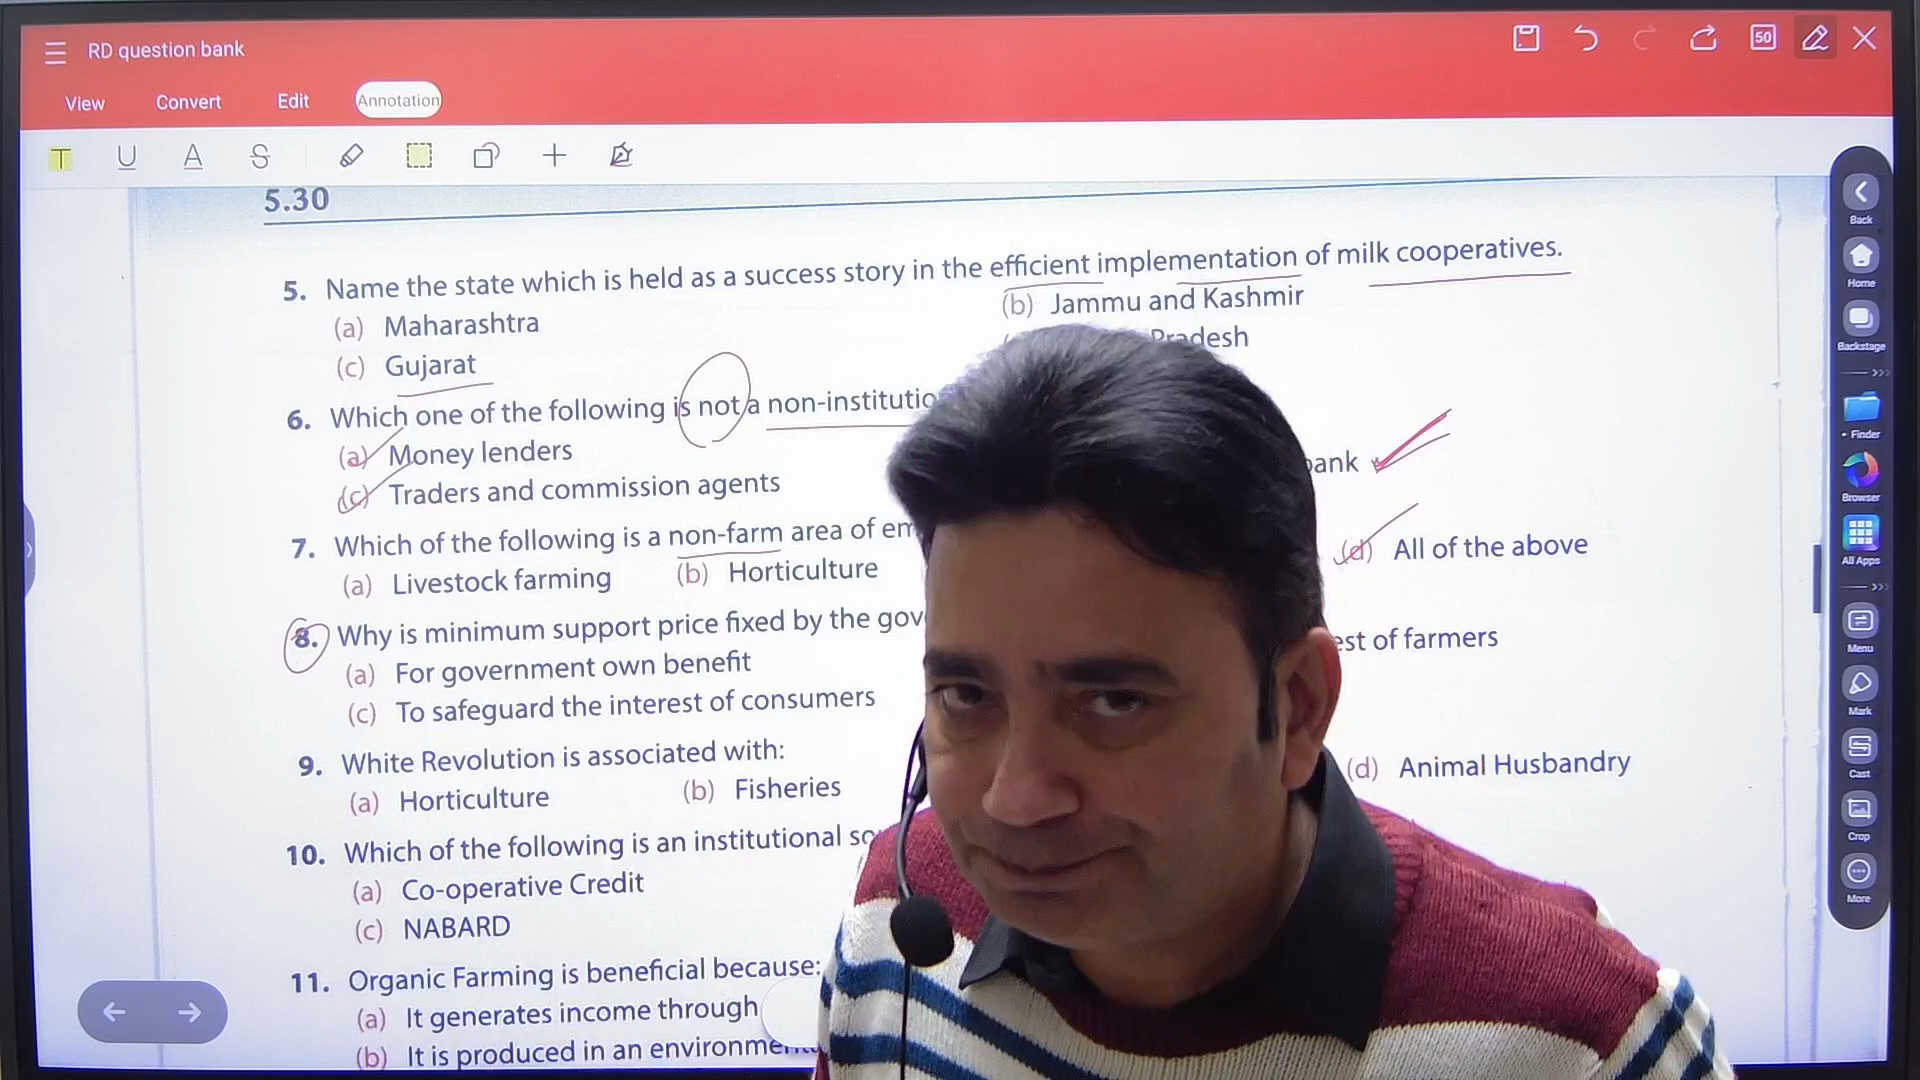 RD question bank
50
View Convert Edit Annotation
T U A S
5.30
5. Name the state which is held as a success story in the efficient implementation of milk cooperatives.
(a) Maharashtra (b) Jammu and Kashmir
(c) Gujarat Pradesh
6. Which one of the following is not a non-institutio
(a) Money lenders bank
(c) Traders and commission agents
7. Which of the following is a non-farm area of em
(a) Livestock farming (b) Horticulture (d) All of the above
8. Why is minimum support price fixed by the gov
(a) For government own benefit est of farmers
(c) To safeguard the interest of consumers
9. White Revolution is associated with:
(a) Horticulture (b) Fisheries (d) Animal Husbandry
10. Which of the following is an institutional so
(a) Co-operative Credit
(c) NABARD
11. Organic Farming is beneficial because:
(a) It generates income through
(b) It is produced in an environme
Back
Home
Backstage
Finder
Browser
All Apps
Menu
Mark
Cast
Crop
More